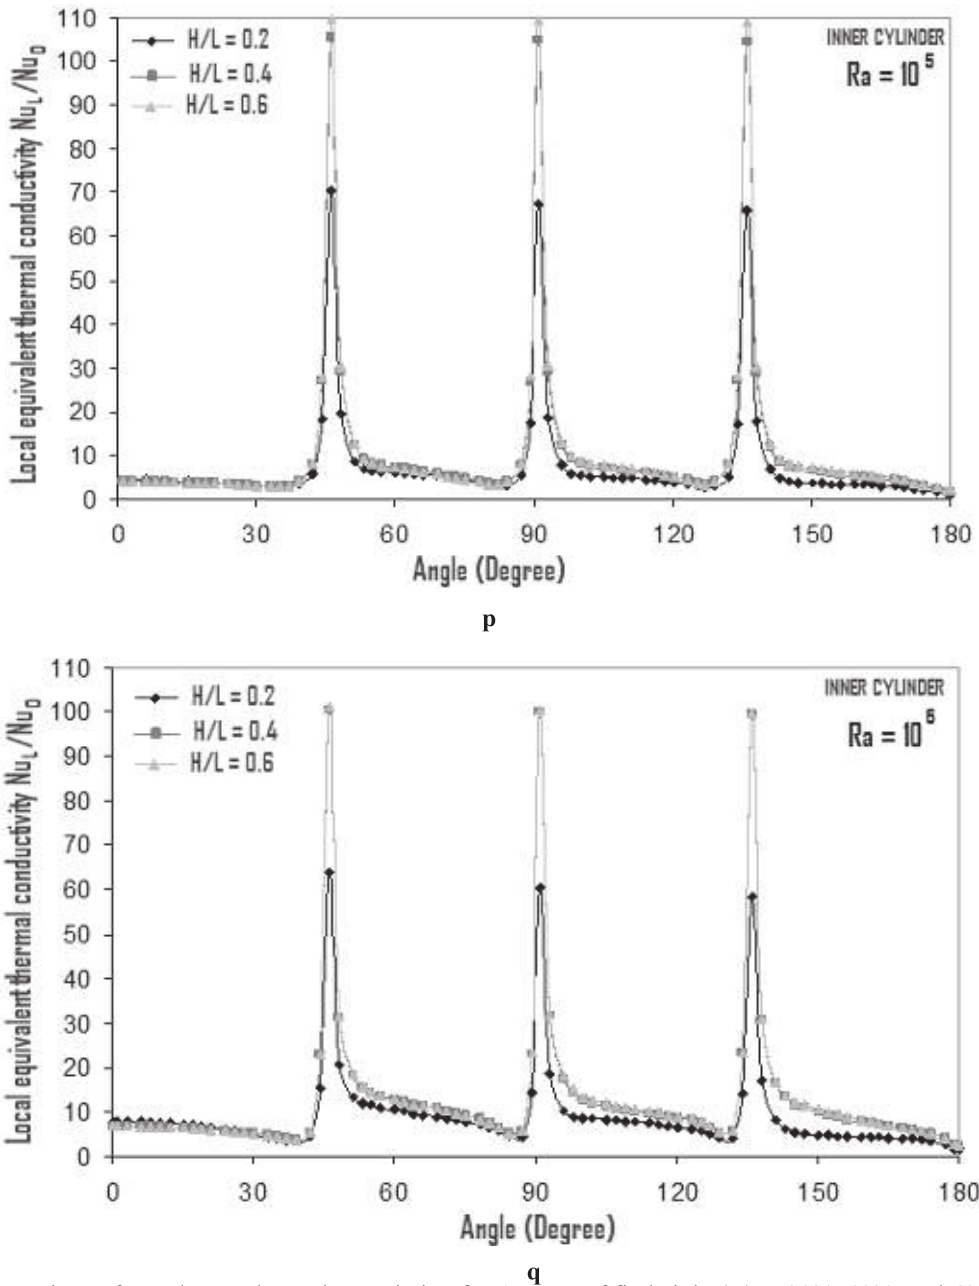 110
100
90
80
70
60
50
40
30
20
10
0
Local equivalent thermal conductivity Nu_L/Nu_D
H/L = 0.2
H/L = 0.4
H/L = 0.6
INNER CYLINDER
Ra = 10^5
0 30 60 90 120 150 180
Angle (Degree)
p
110
100
90
80
70
60
50
40
30
20
10
0
Local equivalent thermal conductivity Nu_L/Nu_D
H/L = 0.2
H/L = 0.4
H/L = 0.6
INNER CYLINDER
Ra = 10^6
0 30 60 90 120 150 180
Angle (Degree)
q